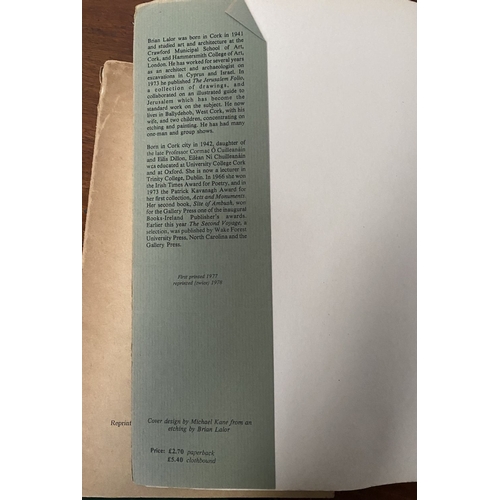 Brian Lalor was born in Cork in 1941
and studied art and architecture at the
Crawford Municipal School of Art,
Cork, and Hammersmith College of Art,
London. He has worked for several years
as an architect and archaeologist on
excavations in Cyprus and Israel. In
1973 he published The Jerusalem Folio,
a collection of drawings, and
collaborated on an illustrated guide to
Jerusalem which has become the
standard work on the subject. He now
lives in Ballydehob, West Cork, with his
wife, and two children, concentrating on
etching and painting. He has had many
one-man and group shows.
Born in Cork city in 1942, daughter of
the late Professor Cormac Ó Cuilleanáin
and Eilís Dillon, Eiléan Ní Chuilleanáin
was educated at University College Cork
and at Oxford. She is now a lecturer in
Trinity College, Dublin. In 1966 she won
the Irish Times Award for Poetry, and in
1973 the Patrick Kavanagh Award for
her first collection, Acts and Monuments.
Her second book, Site of Ambush, won
for the Gallery Press one of the inaugural
Books-Ireland Publisher's awards.
Earlier this year The Second Voyage, a
selection, was published by Wake Forest
University Press, North Carolina and the
Gallery Press.
First printed 1977
reprinted (twice) 1979
Reprint
Cover design by Michael Kane from an
etching by Brian Lalor
Price: £2.70 paperback
£5.40 clothbound